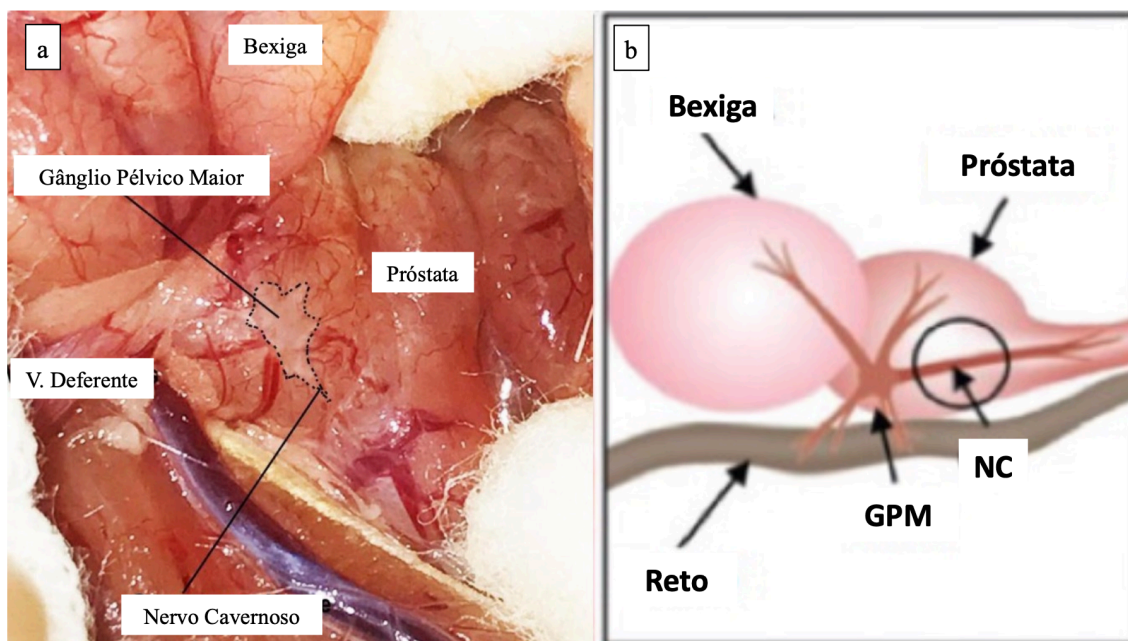 a
Bexiga
Gânglio Pélvico Maior
Próstata
V. Deferente
Nervo Cavernoso
b
Bexiga
Próstata
NC
GPM
Reto